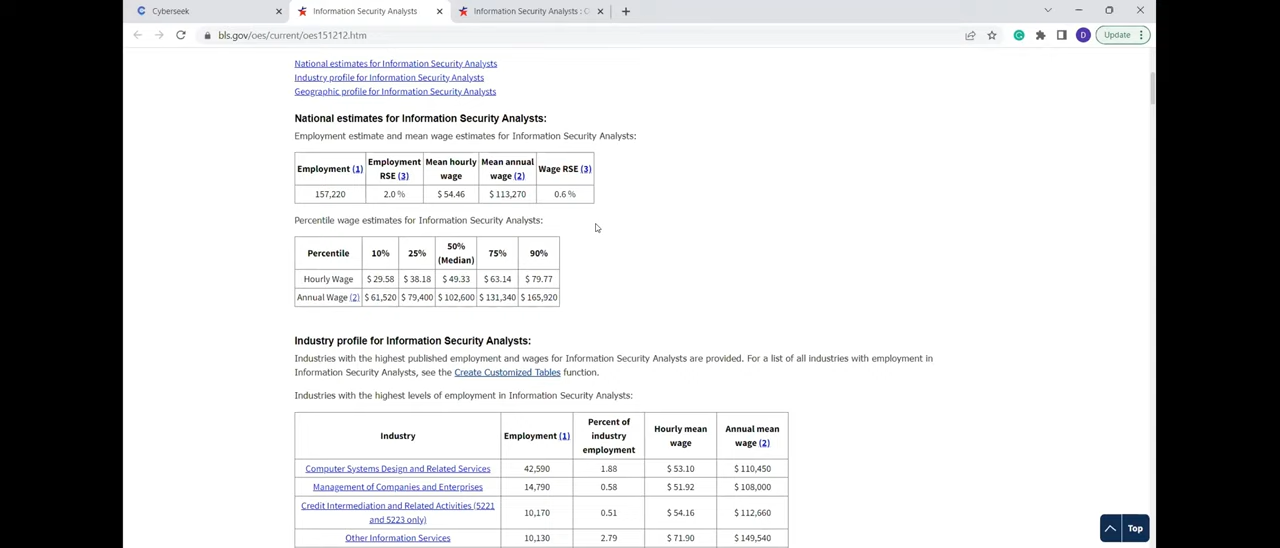 Cyberseek
Information Security Analysts
Information Security Analysts :
bls.gov/oes/current/oes151212.htm
D
Update
National estimates for Information Security Analysts
Industry profile for Information Security Analysts
Geographic profile for Information Security Analysts
National estimates for Information Security Analysts:
Employment estimate and mean wage estimates for Information Security Analysts:
Employment (1) Employment RSE (3) Mean hourly wage Mean annual wage (2) Wage RSE (3)
157,220 2.0 % $ 54.46 $ 113,270 0.6 %
Percentile wage estimates for Information Security Analysts:
Percentile 10% 25% 50% (Median) 75% 90%
Hourly Wage $ 29.58 $ 38.18 $ 49.33 $ 63.14 $ 79.77
Annual Wage (2) $ 61,520 $ 79,400 $ 102,600 $ 131,340 $ 165,920
Industry profile for Information Security Analysts:
Industries with the highest published employment and wages for Information Security Analysts are provided. For a list of all industries with employment in
Information Security Analysts, see the Create Customized Tables function.
Industries with the highest levels of employment in Information Security Analysts:
Industry Employment (1) Percent of industry employment Hourly mean wage Annual mean wage (2)
Computer Systems Design and Related Services 42,590 1.88 $ 53.10 $ 110,450
Management of Companies and Enterprises 14,790 0.58 $ 51.92 $ 108,000
Credit Intermediation and Related Activities (5221 and 5223 only) 10,170 0.51 $ 54.16 $ 112,660
Other Information Services 10,130 2.79 $ 71.90 $ 149,540
Top